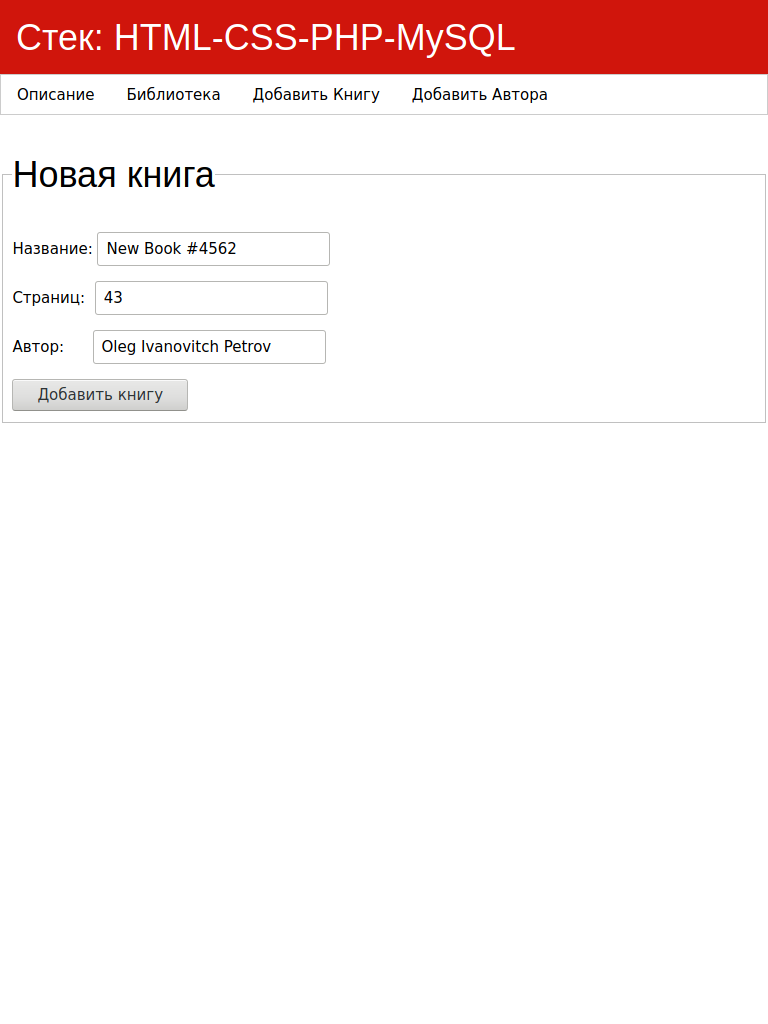 Стек: HTML-CSS-PHP-MySQL
Описание Библиотека Добавить Книгу Добавить Автора
Новая книга
Название: New Book #4562
Страниц: 43
Автор: Oleg Ivanovitch Petrov
Добавить книгу